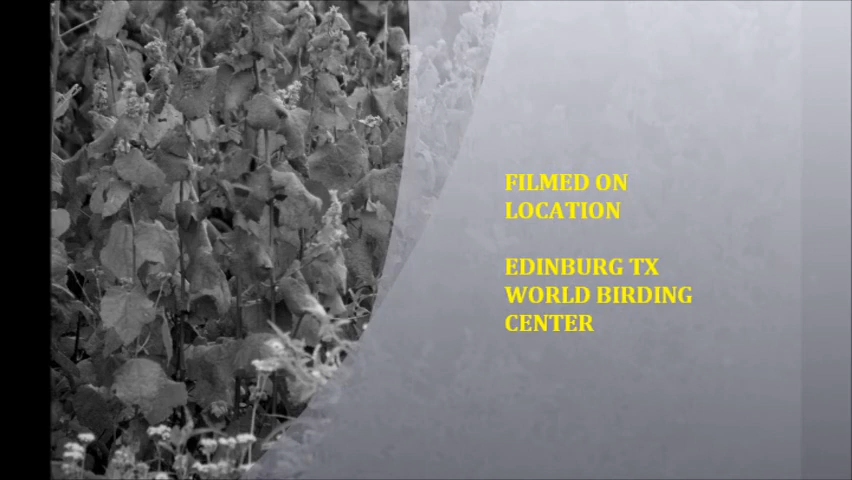 FILMED ON
LOCATION
EDINBURG TX
WORLD BIRDING
CENTER